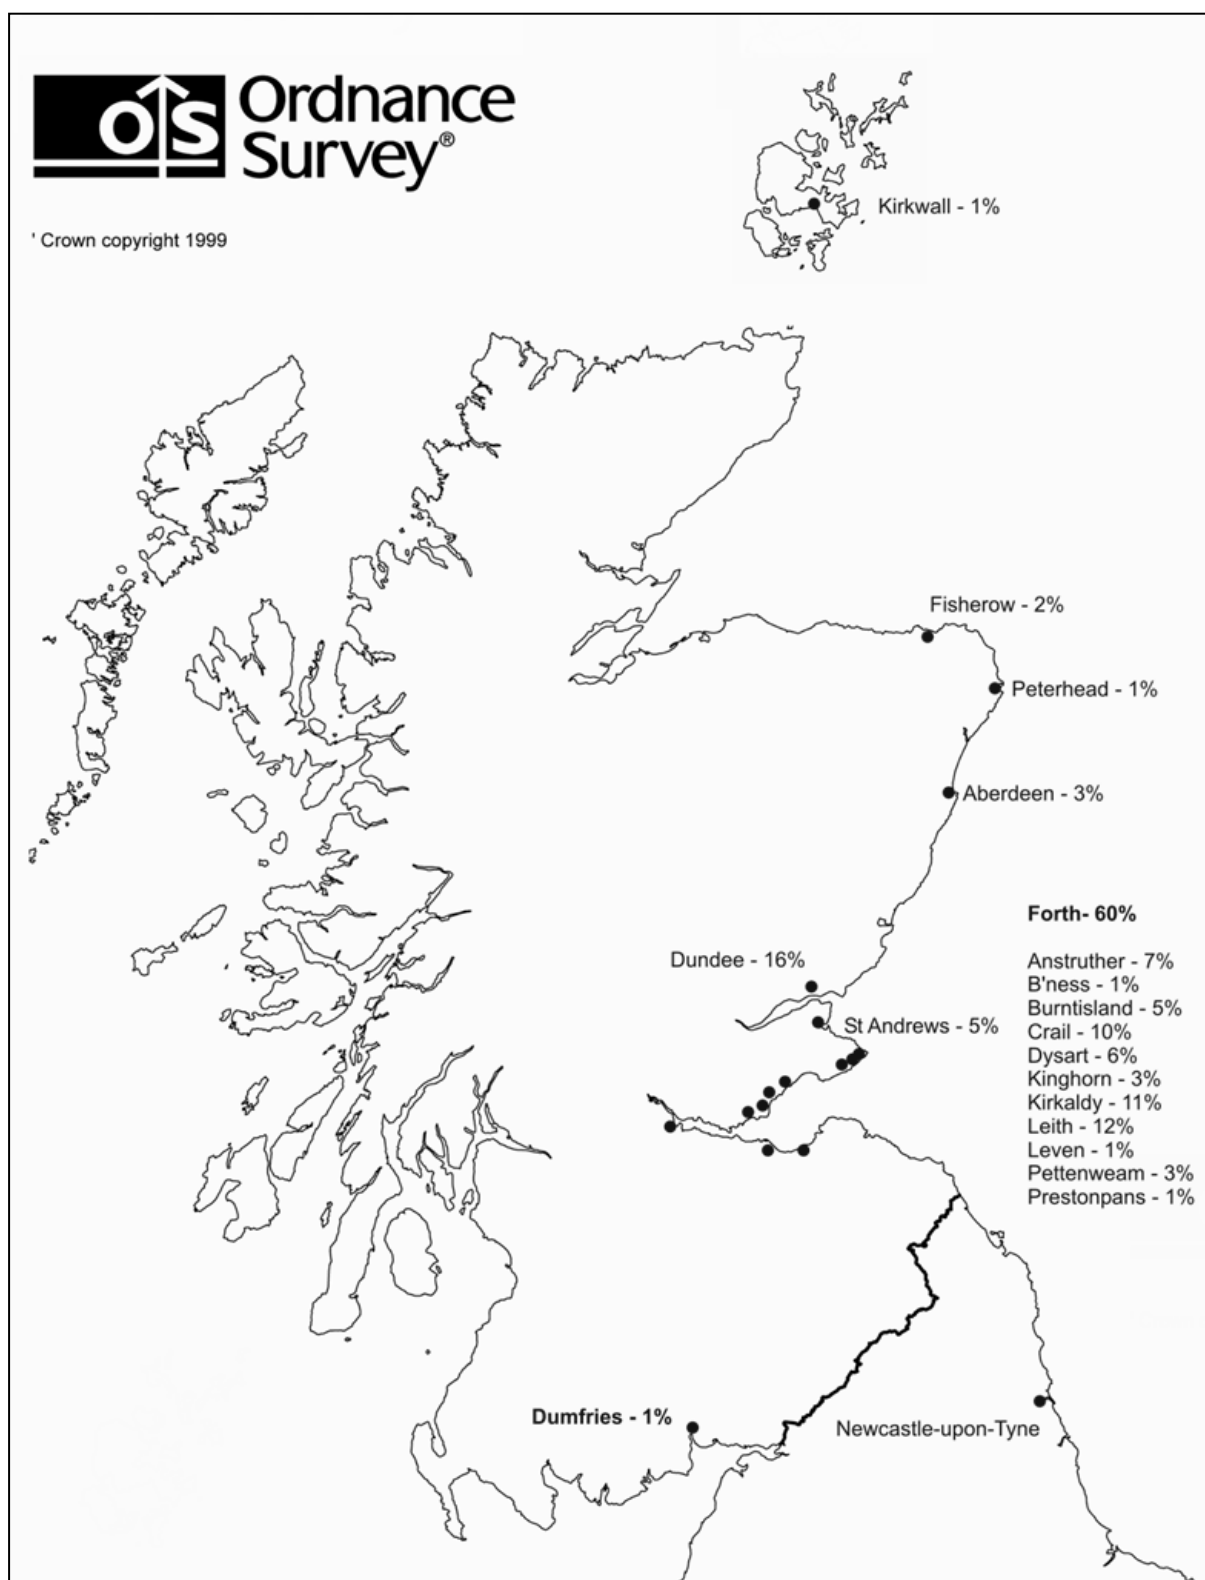 OS Ordnance
Survey®
' Crown copyright 1999
Kirkwall - 1%
Fisherow - 2%
Peterhead - 1%
Aberdeen - 3%
Forth- 60%
Dundee - 16%
Anstruther - 7%
B'ness - 1%
Burntisland - 5%
St Andrews - 5%
Crail - 10%
Dysart - 6%
Kinghorn - 3%
Kirkaldy - 11%
Leith - 12%
Leven - 1%
Pettenweam - 3%
Prestonpans - 1%
Dumfries - 1%
Newcastle-upon-Tyne